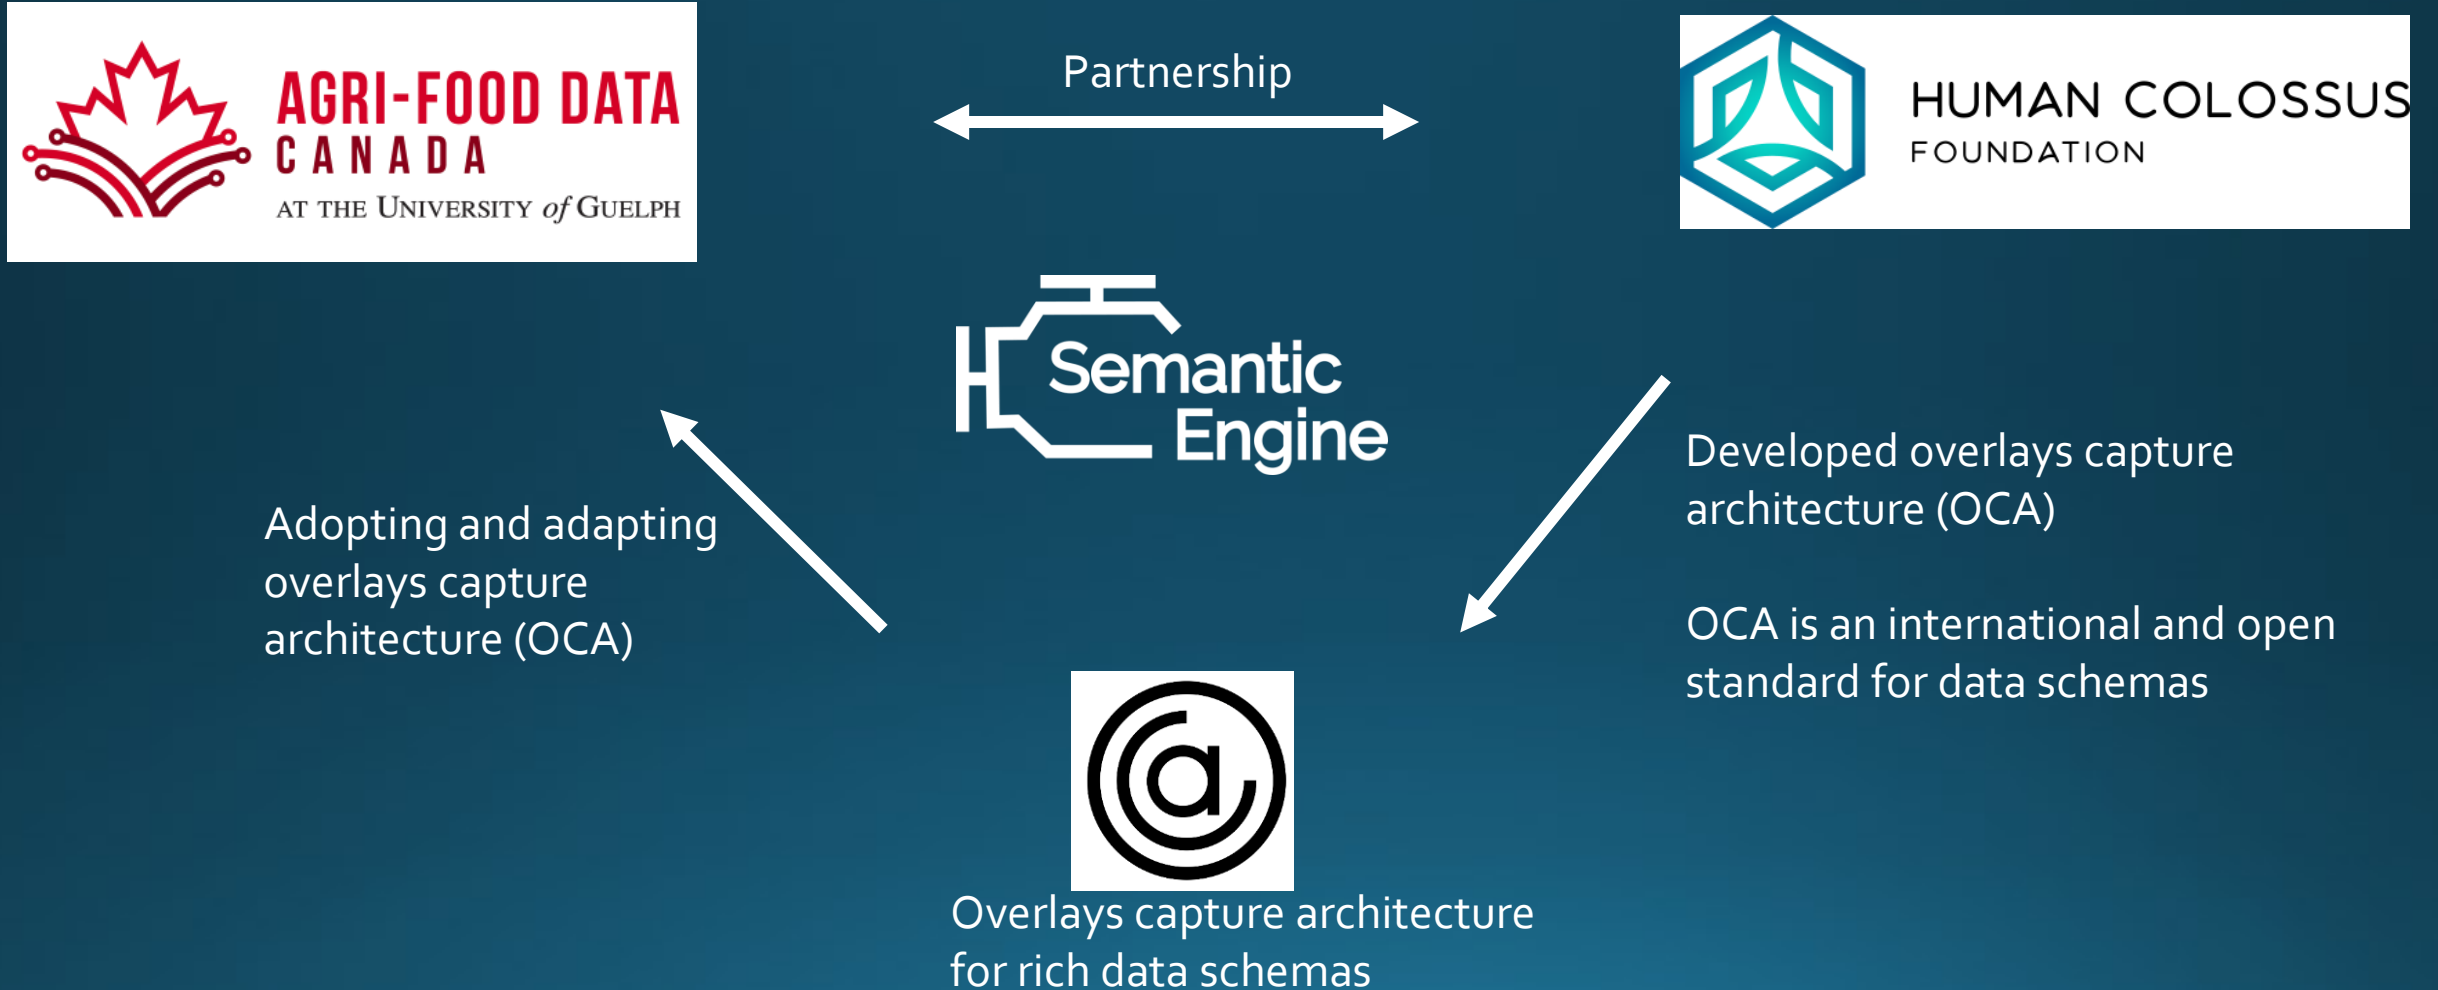 AGRI-FOOD DATA
CANADA
AT THE UNIVERSITY of GUELPH
Partnership
HUMAN COLOSSUS
FOUNDATION
Semantic
Engine
Adopting and adapting
overlays capture
architecture (OCA)
Developed overlays capture
architecture (OCA)
OCA is an international and open
standard for data schemas
a
Overlays capture architecture
for rich data schemas